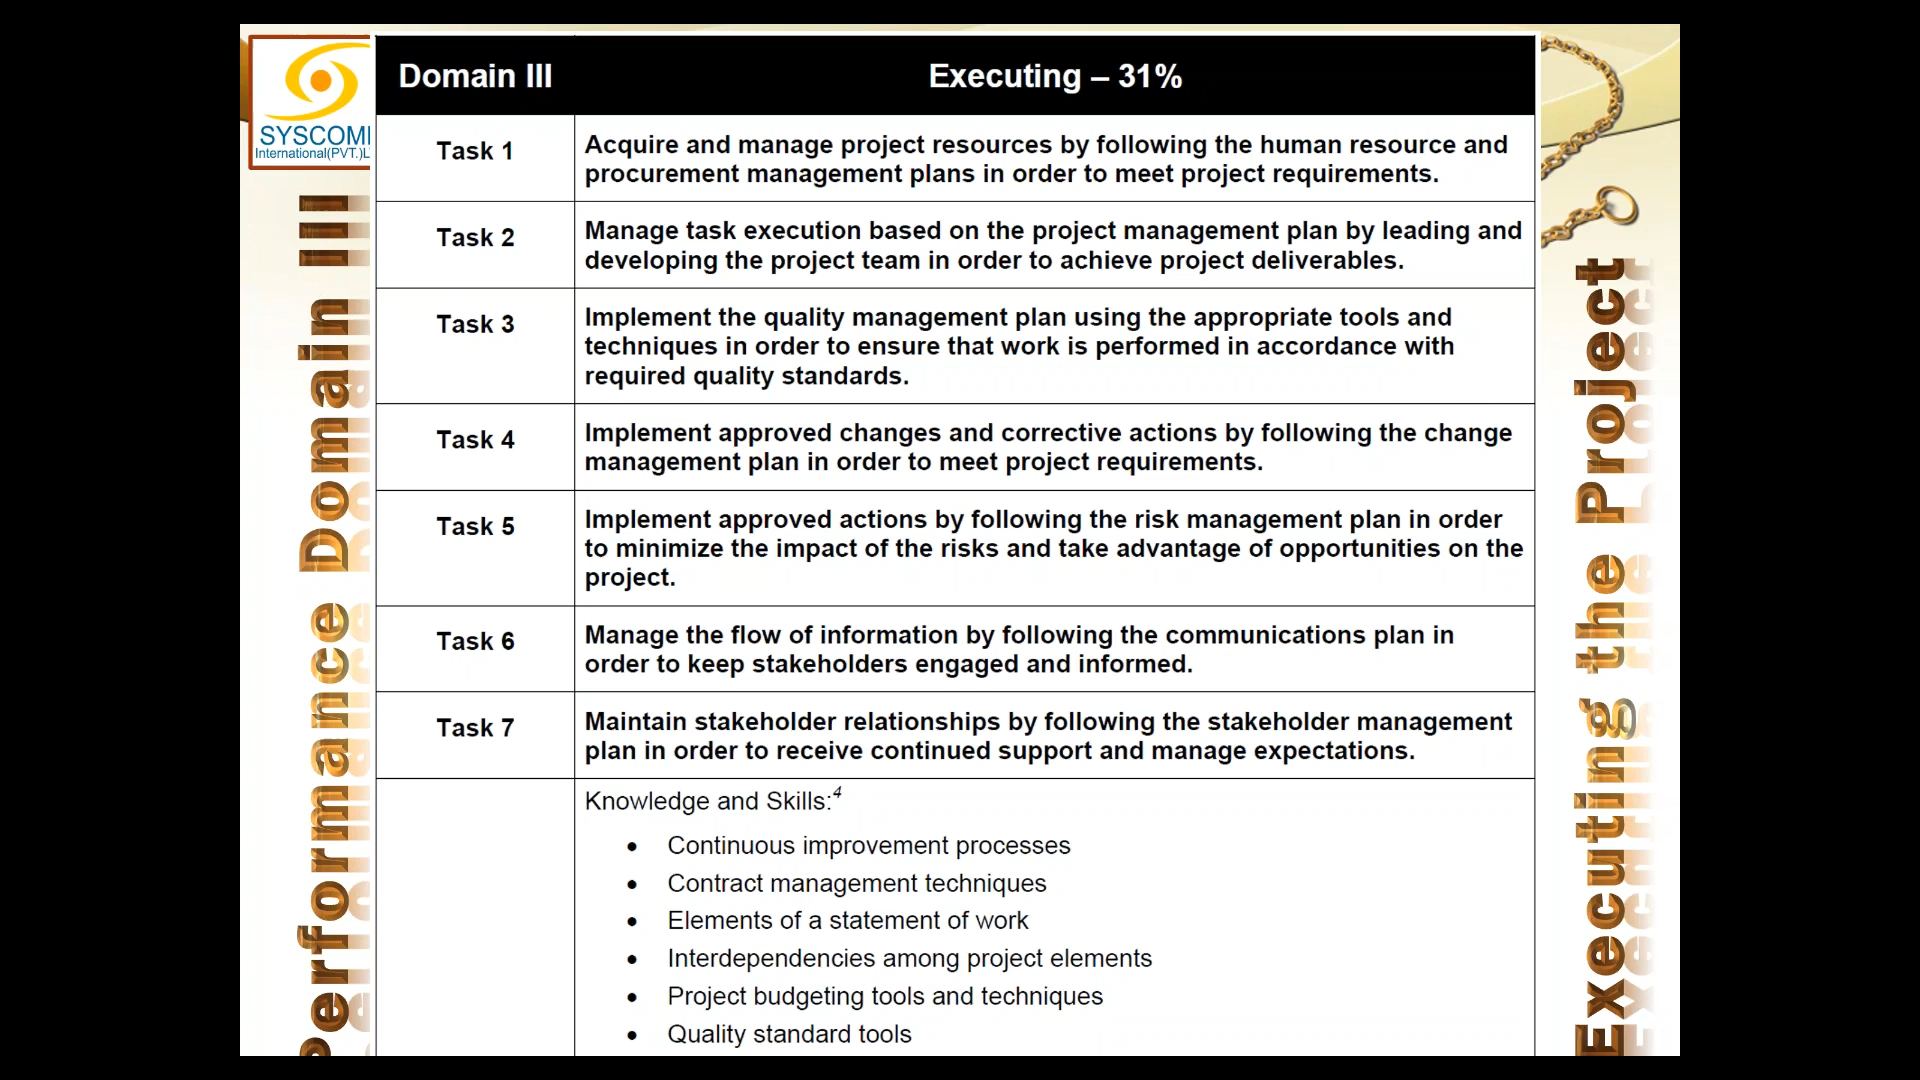 SYSCOM
International(PVT.)L
Performance Domain III
Domain III
Executing – 31%
Task 1
Acquire and manage project resources by following the human resource and
procurement management plans in order to meet project requirements.
Task 2
Manage task execution based on the project management plan by leading and
developing the project team in order to achieve project deliverables.
Task 3
Implement the quality management plan using the appropriate tools and
techniques in order to ensure that work is performed in accordance with
required quality standards.
Task 4
Implement approved changes and corrective actions by following the change
management plan in order to meet project requirements.
Task 5
Implement approved actions by following the risk management plan in order
to minimize the impact of the risks and take advantage of opportunities on the
project.
Task 6
Manage the flow of information by following the communications plan in
order to keep stakeholders engaged and informed.
Task 7
Maintain stakeholder relationships by following the stakeholder management
plan in order to receive continued support and manage expectations.
Knowledge and Skills:4
• Continuous improvement processes
• Contract management techniques
• Elements of a statement of work
• Interdependencies among project elements
• Project budgeting tools and techniques
• Quality standard tools
Executing the Project